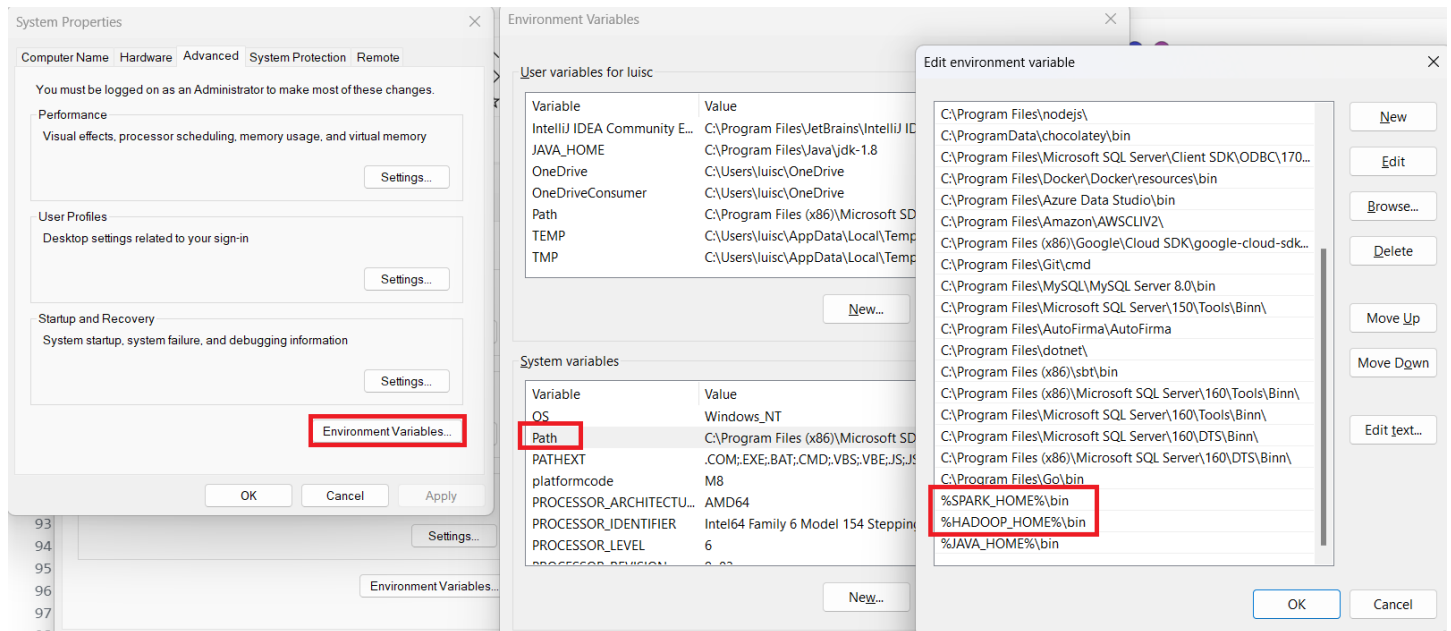 System Properties
Computer Name Hardware Advanced System Protection Remote
You must be logged on as an Administrator to make most of these changes.
Performance
Visual effects, processor scheduling, memory usage, and virtual memory
Settings...
User Profiles
Desktop settings related to your sign-in
Settings...
Startup and Recovery
System startup, system failure, and debugging information
Settings...
Environment Variables...
OK Cancel Apply
93
94
95
96
97
Settings...
Environment Variables...
Environment Variables
User variables for luisc
Variable Value
IntelliJ IDEA Community E... C:\Program Files\JetBrains\IntelliJ ID
JAVA_HOME C:\Program Files\Java\jdk-1.8
OneDrive C:\Users\luisc\OneDrive
OneDriveConsumer C:\Users\luisc\OneDrive
Path C:\Program Files (x86)\Microsoft SD
TEMP C:\Users\luisc\AppData\Local\Temp
TMP C:\Users\luisc\AppData\Local\Temp
New...
System variables
Variable Value
OS Windows_NT
Path C:\Program Files (x86)\Microsoft SD
PATHEXT .COM;.EXE;.BAT;.CMD;.VBS;.VBE;.JS;.JS
platformcode M8
PROCESSOR_ARCHITECTU... AMD64
PROCESSOR_IDENTIFIER Intel64 Family 6 Model 154 Stepping
PROCESSOR_LEVEL 6
PROCESSOR_REVISION
New...
Edit environment variable
C:\Program Files\nodejs\
C:\ProgramData\chocolatey\bin
C:\Program Files\Microsoft SQL Server\Client SDK\ODBC\170...
C:\Program Files\Docker\Docker\resources\bin
C:\Program Files\Azure Data Studio\bin
C:\Program Files\Amazon\AWSCLIV2\
C:\Program Files (x86)\Google\Cloud SDK\google-cloud-sdk...
C:\Program Files\Git\cmd
C:\Program Files\MySQL\MySQL Server 8.0\bin
C:\Program Files\Microsoft SQL Server\150\Tools\Binn\
C:\Program Files\AutoFirma\AutoFirma
C:\Program Files\dotnet\
C:\Program Files (x86)\sbt\bin
C:\Program Files (x86)\Microsoft SQL Server\160\Tools\Binn\
C:\Program Files\Microsoft SQL Server\160\Tools\Binn\
C:\Program Files\Microsoft SQL Server\160\DTS\Binn\
C:\Program Files (x86)\Microsoft SQL Server\160\DTS\Binn\
C:\Program Files\Go\bin
%SPARK_HOME%\bin
%HADOOP_HOME%\bin
%JAVA_HOME%\bin
New
Edit
Browse...
Delete
Move Up
Move Down
Edit text...
OK Cancel